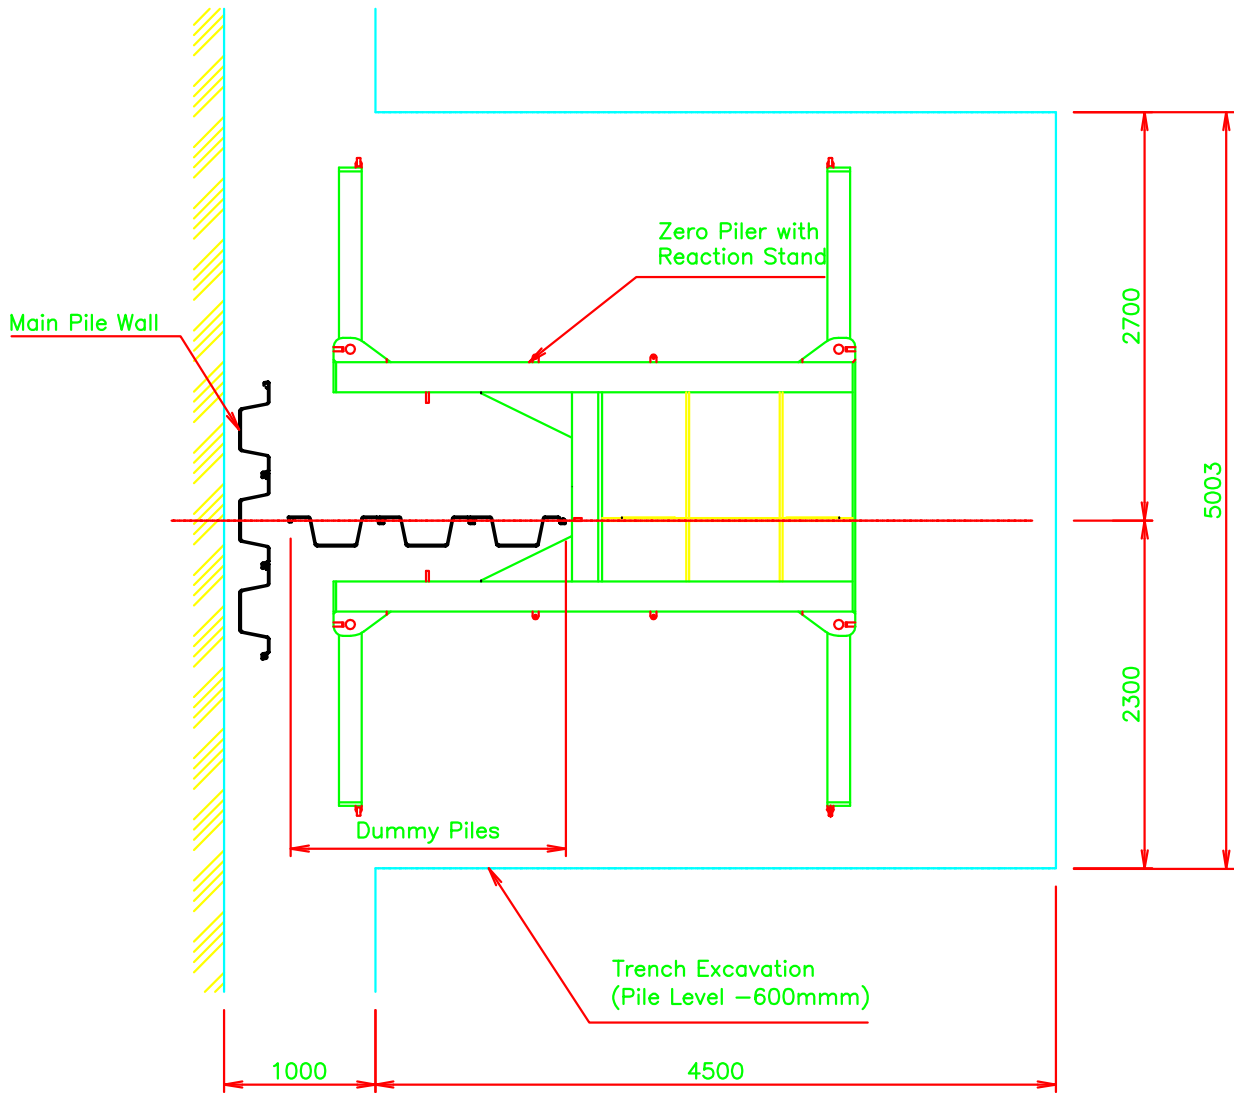 Zero Piler with
Reaction Stand
Main Pile Wall
2700
5003
2300
Dummy Piles
Trench Excavation
(Pile Level -600mmm)
1000
4500